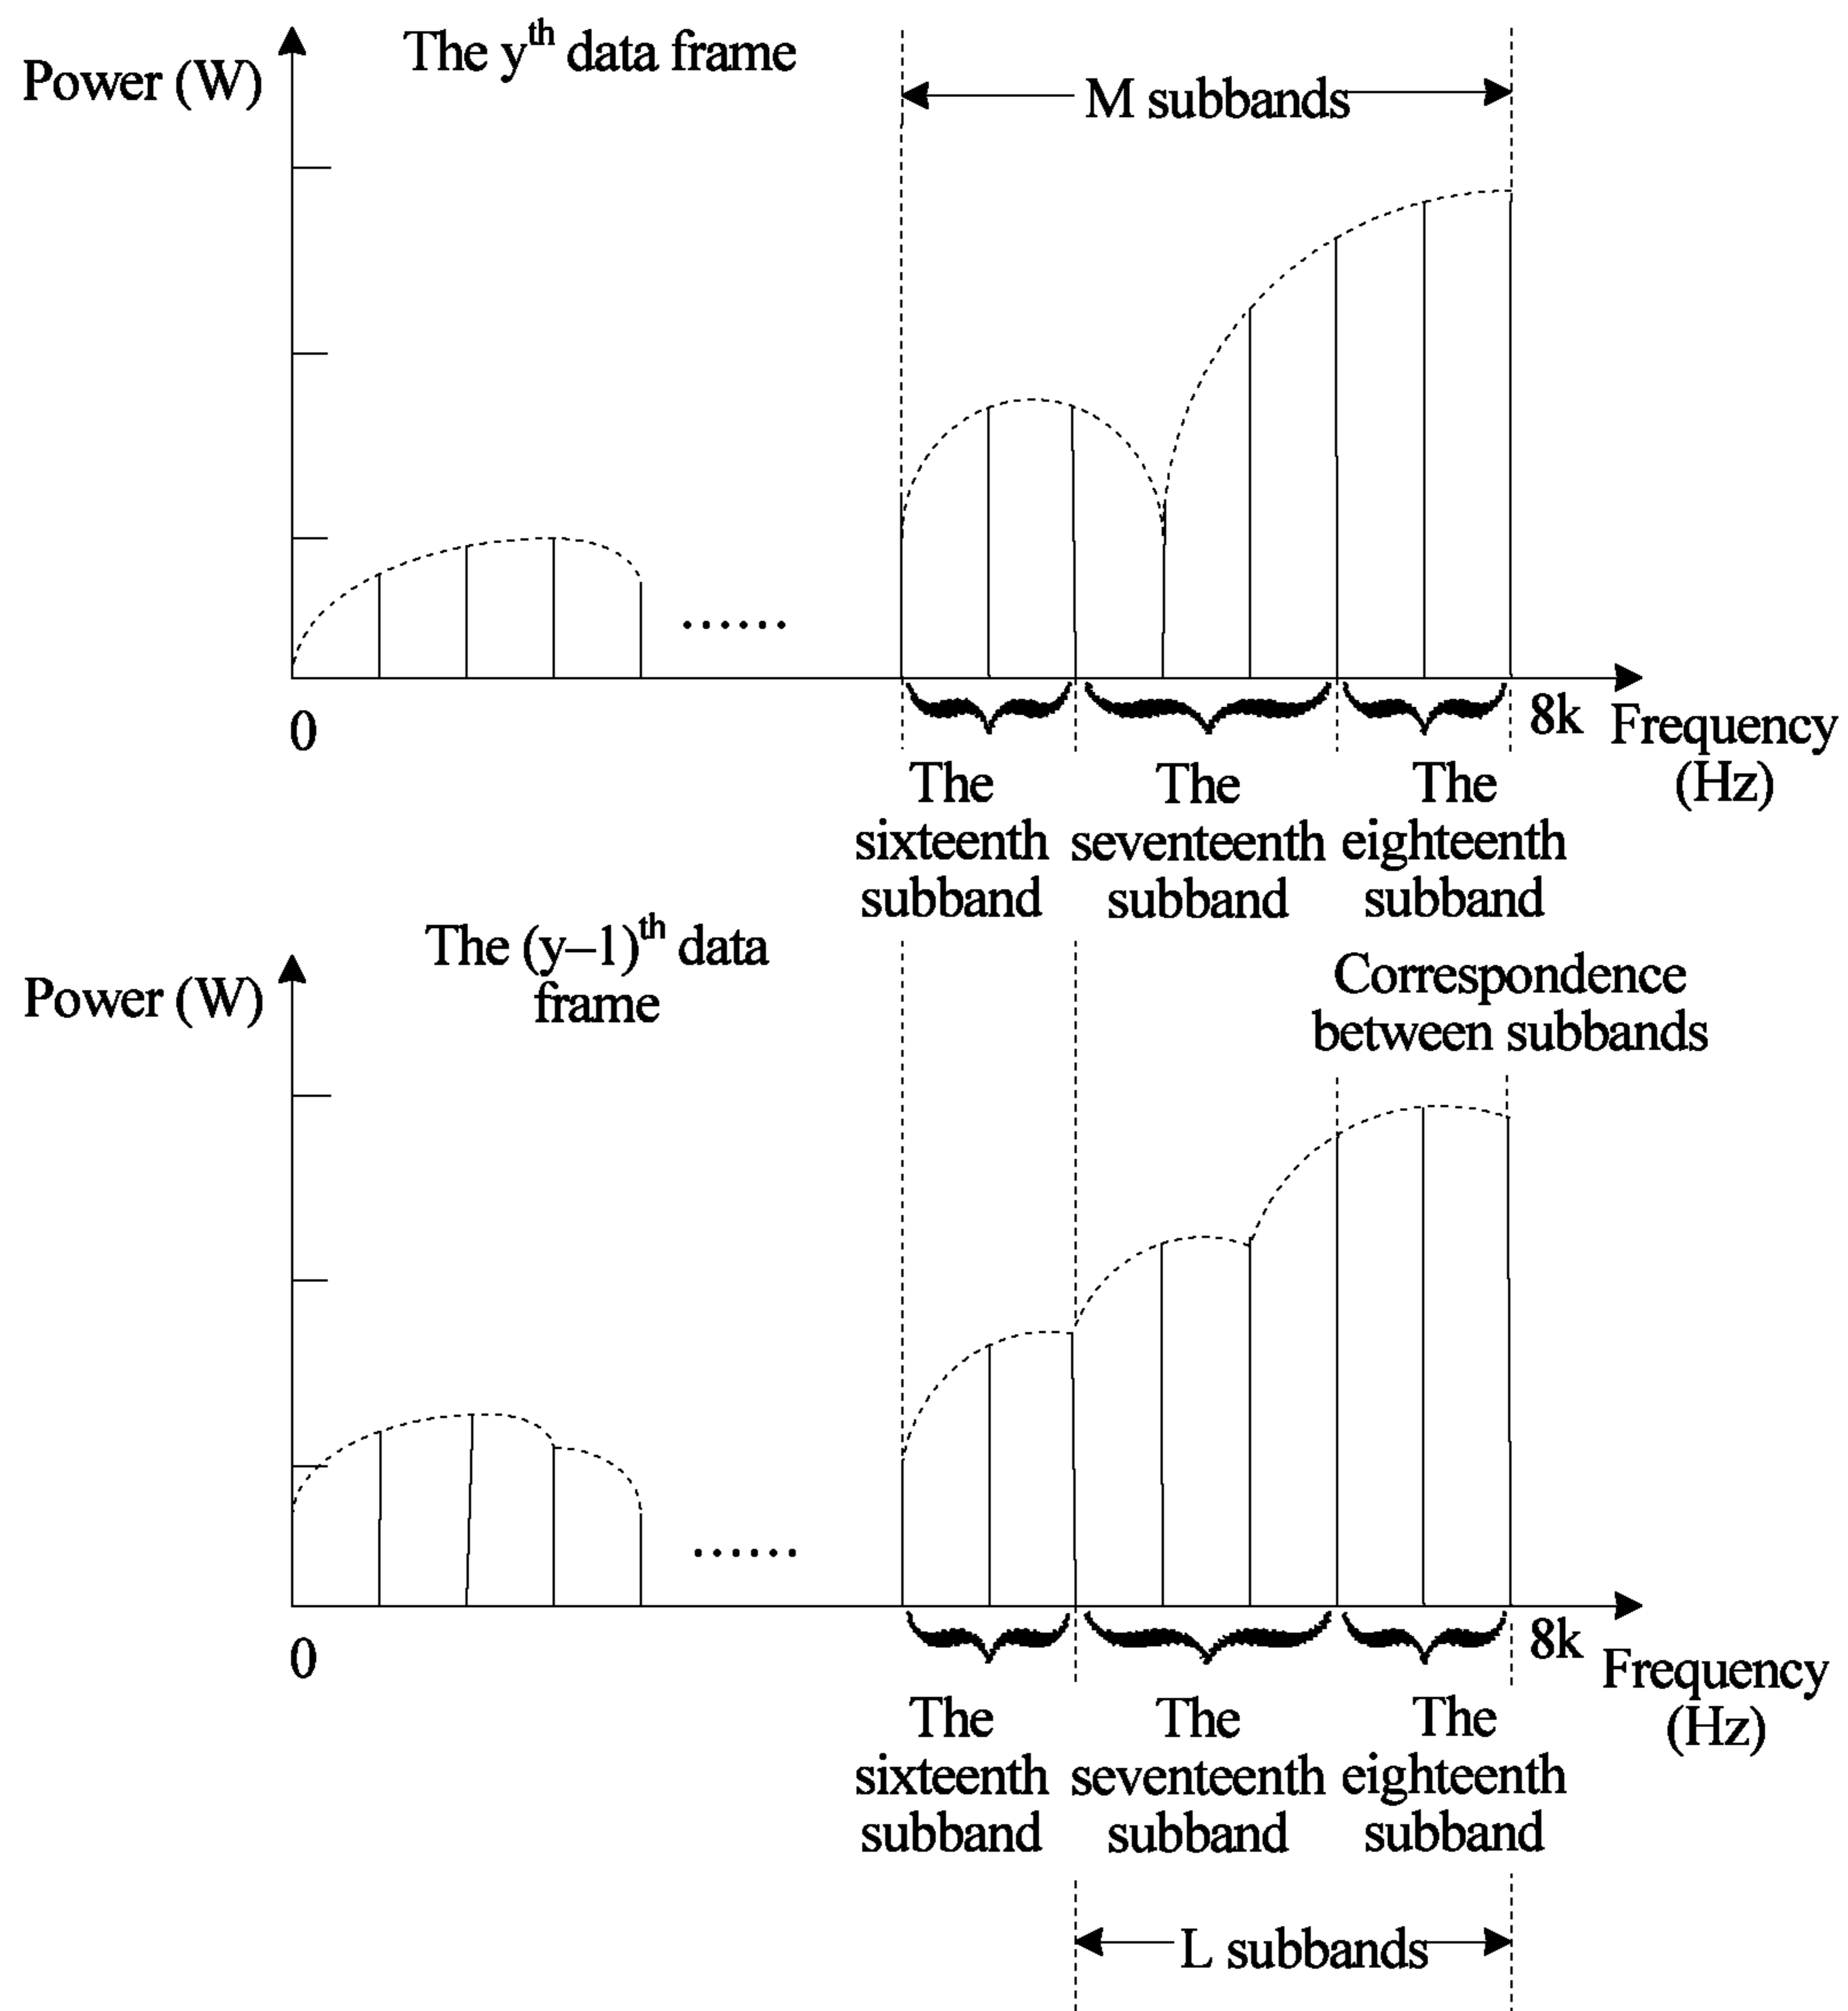 The yth data frame
Power (W)
M subbands
0
8k
Frequency
(Hz)
The
sixteenth
subband
The
seventeenth
subband
The
eighteenth
subband
The (y–1)th data
frame
Power (W)
Correspondence
between subbands
0
8k
Frequency
(Hz)
The
sixteenth
subband
The
seventeenth
subband
The
eighteenth
subband
L subbands